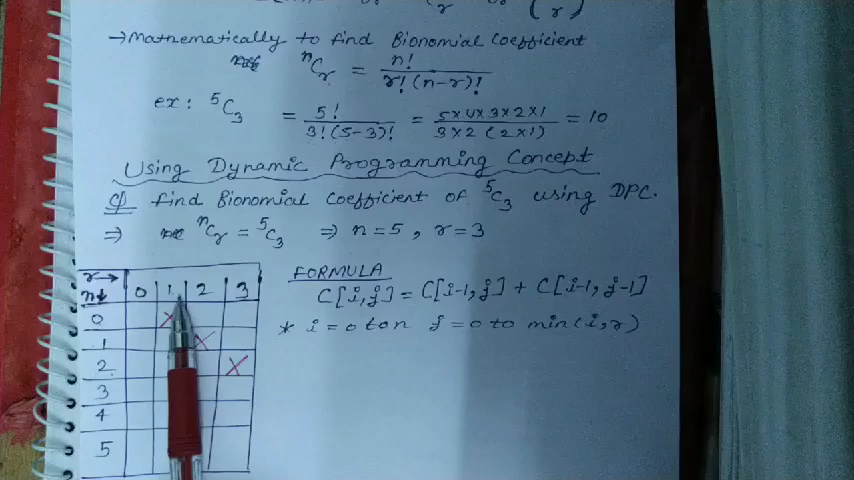 → Mathematically to find Bionomial Coefficient
nCr = n! / r!(n-r)!
ex: 5C3 = 5! / 3!(5-3)! = 5×4×3×2×1 / 3×2(2×1) = 10
Using Dynamic Programming Concept
Q find Bionomial Coefficient of 5C3 using DPC.
⇒ nCr = 5C3 ⇒ n=5, r=3
r→
n↓ 0 1 2 3
0 ×
1 ×
2 ×
3
4
5
FORMULA
C[i,j] = C[i-1,j] + C[i-1,j-1]
* i=0 to n j=0 to min(i,r)